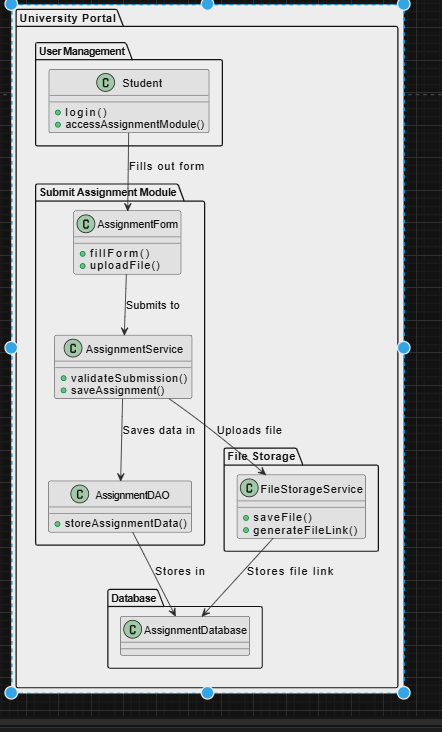 University Portal
User Management
C Student
login()
accessAssignmentModule()
Fills out form
Submit Assignment Module
C AssignmentForm
fillForm()
uploadFile()
Submits to
C AssignmentService
validateSubmission()
saveAssignment()
Saves data in
Uploads file
File Storage
C AssignmentDAO
storeAssignmentData()
C FileStorageService
saveFile()
generateFileLink()
Stores in
Stores file link
Database
C AssignmentDatabase